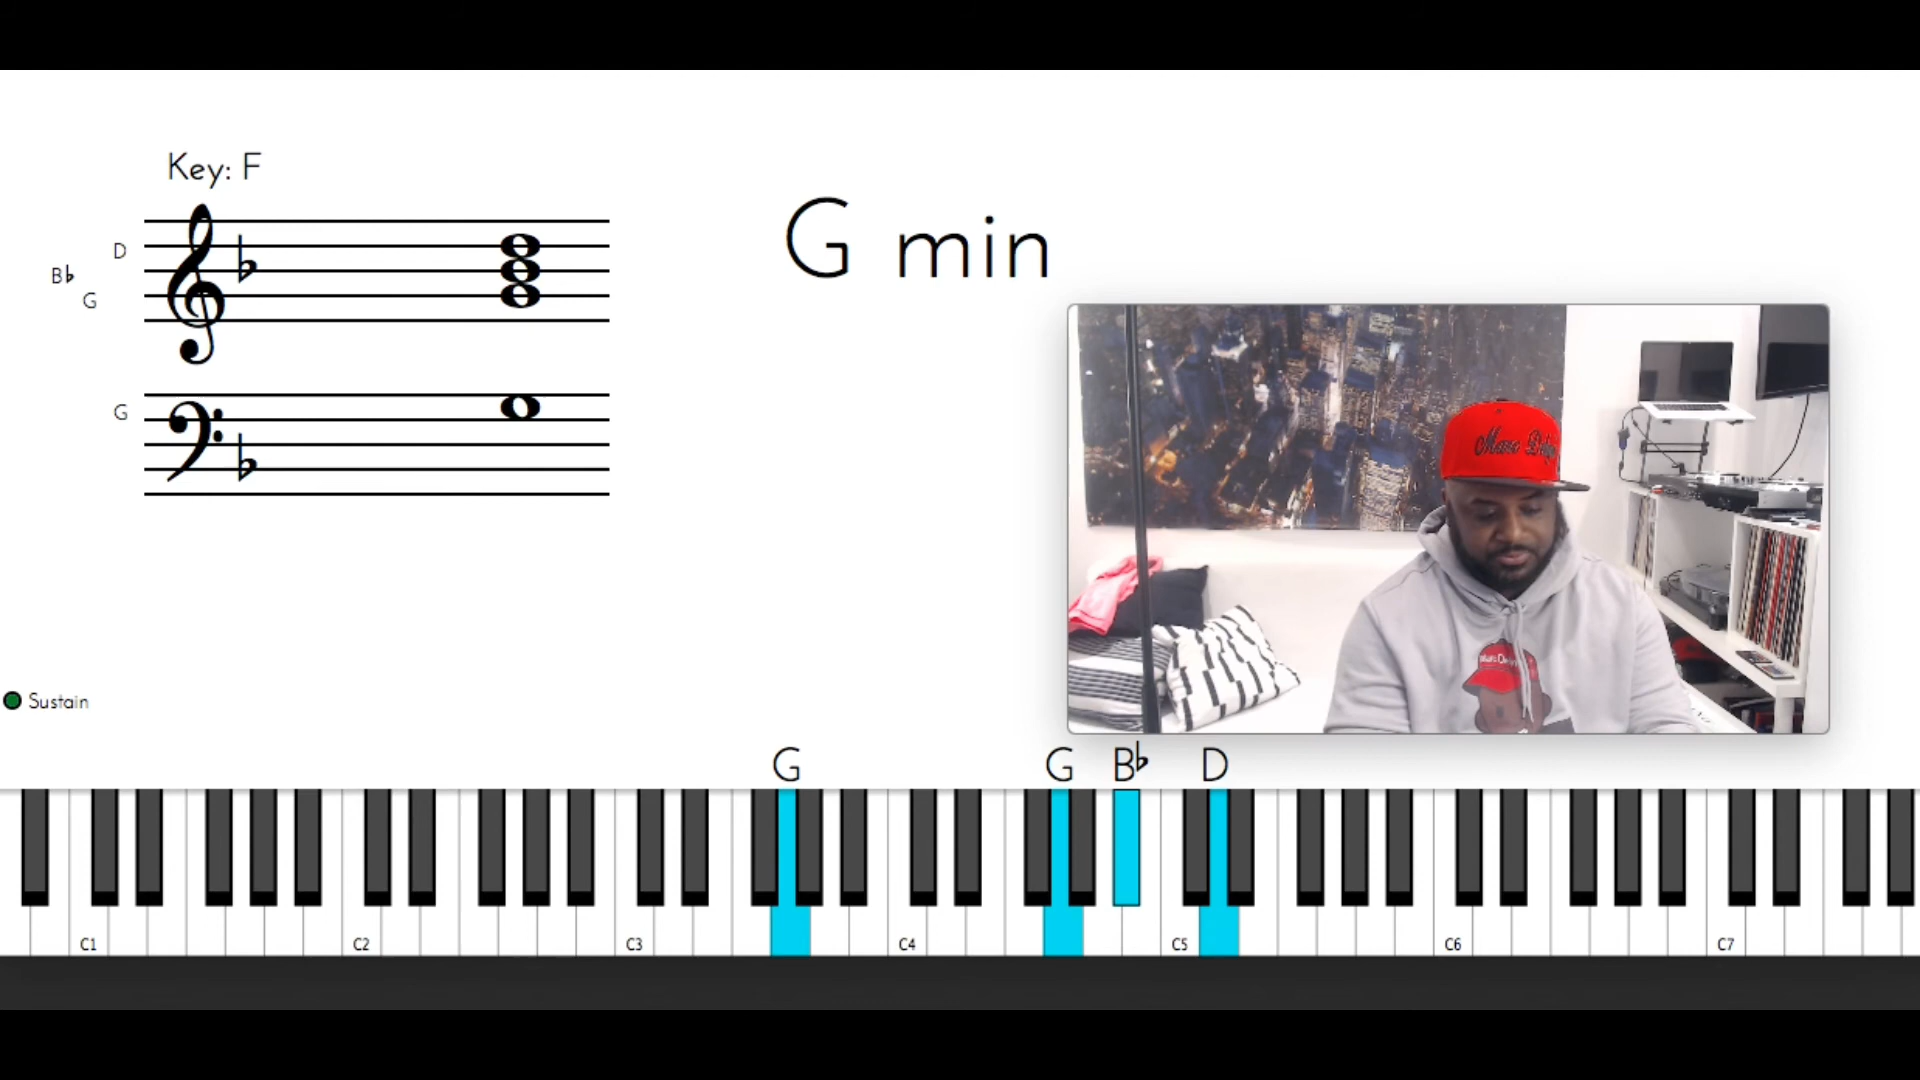 Key: F
G min
D
B♭
G
G
Sustain
G G B♭ D
C1 C2 C3 C4 C5 C6 C7